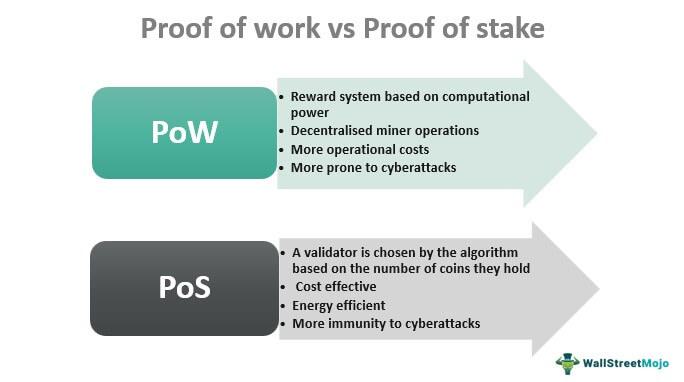 Proof of work vs Proof of stake
PoW
• Reward system based on computational
power
• Decentralised miner operations
• More operational costs
• More prone to cyberattacks
PoS
• A validator is chosen by the algorithm
based on the number of coins they hold
• Cost effective
• Energy efficient
• More immunity to cyberattacks
WallStreetMojo